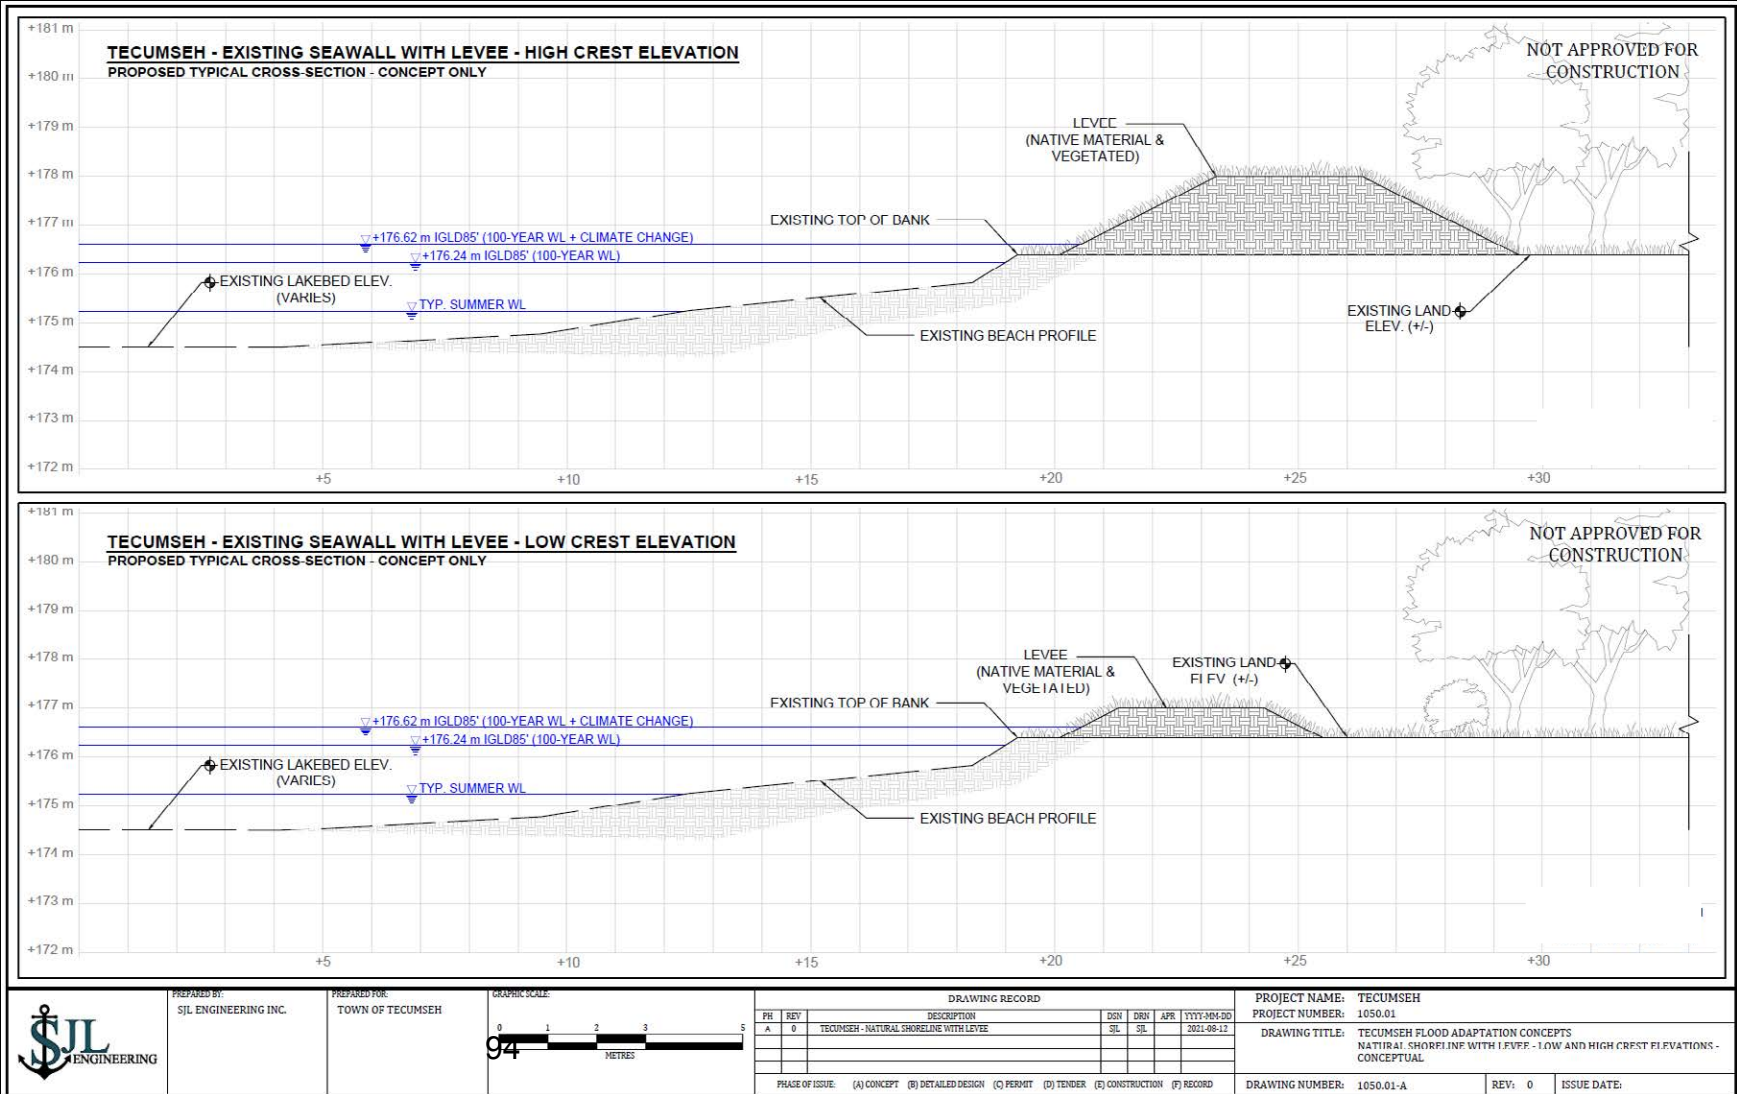 +181 m
TECUMSEH - EXISTING SEAWALL WITH LEVEE - HIGH CREST ELEVATION
PROPOSED TYPICAL CROSS-SECTION - CONCEPT ONLY
NOT APPROVED FOR
CONSTRUCTION
+180 m
+179 m
LEVEE
(NATIVE MATERIAL &
VEGETATED)
+178 m
+177 m
EXISTING TOP OF BANK
+176.62 m IGLD85' (100-YEAR WL + CLIMATE CHANGE)
+176.24 m IGLD85' (100-YEAR WL)
+176 m
EXISTING LAKEBED ELEV.
(VARIES)
TYP. SUMMER WL
EXISTING LAND
ELEV. (+/-)
+175 m
EXISTING BEACH PROFILE
+174 m
+173 m
+172 m
+5
+10
+15
+20
+25
+30
+181 m
TECUMSEH - EXISTING SEAWALL WITH LEVEE - LOW CREST ELEVATION
PROPOSED TYPICAL CROSS-SECTION - CONCEPT ONLY
NOT APPROVED FOR
CONSTRUCTION
+180 m
+179 m
+178 m
LEVEE
(NATIVE MATERIAL &
VEGETATED)
EXISTING LAND
ELEV. (+/-)
+177 m
EXISTING TOP OF BANK
+176.62 m IGLD85' (100-YEAR WL + CLIMATE CHANGE)
+176.24 m IGLD85' (100-YEAR WL)
+176 m
EXISTING LAKEBED ELEV.
(VARIES)
TYP. SUMMER WL
+175 m
EXISTING BEACH PROFILE
+174 m
+173 m
+172 m
+5
+10
+15
+20
+25
+30
SJL
ENGINEERING
PREPARED BY:
SJL ENGINEERING INC.
PREPARED FOR:
TOWN OF TECUMSEH
GRAPHIC SCALE:
0 1 2 3 5
METRES
94
DRAWING RECORD
PH REV DESCRIPTION DSN DRN APR YYYY-MM-DD
A 0 TECUMSEH - NATURAL SHORELINE WITH LEVEE SJL SJL 2021-08-12
PHASE OF ISSUE: (A) CONCEPT (B) DETAILED DESIGN (C) PERMIT (D) TENDER (E) CONSTRUCTION (F) RECORD
PROJECT NAME: TECUMSEH
PROJECT NUMBER: 1050.01
DRAWING TITLE: TECUMSEH FLOOD ADAPTATION CONCEPTS
NATURAL SHORELINE WITH LEVEE - LOW AND HIGH CREST ELEVATIONS -
CONCEPTUAL
DRAWING NUMBER: 1050.01-A
REV: 0
ISSUE DATE: